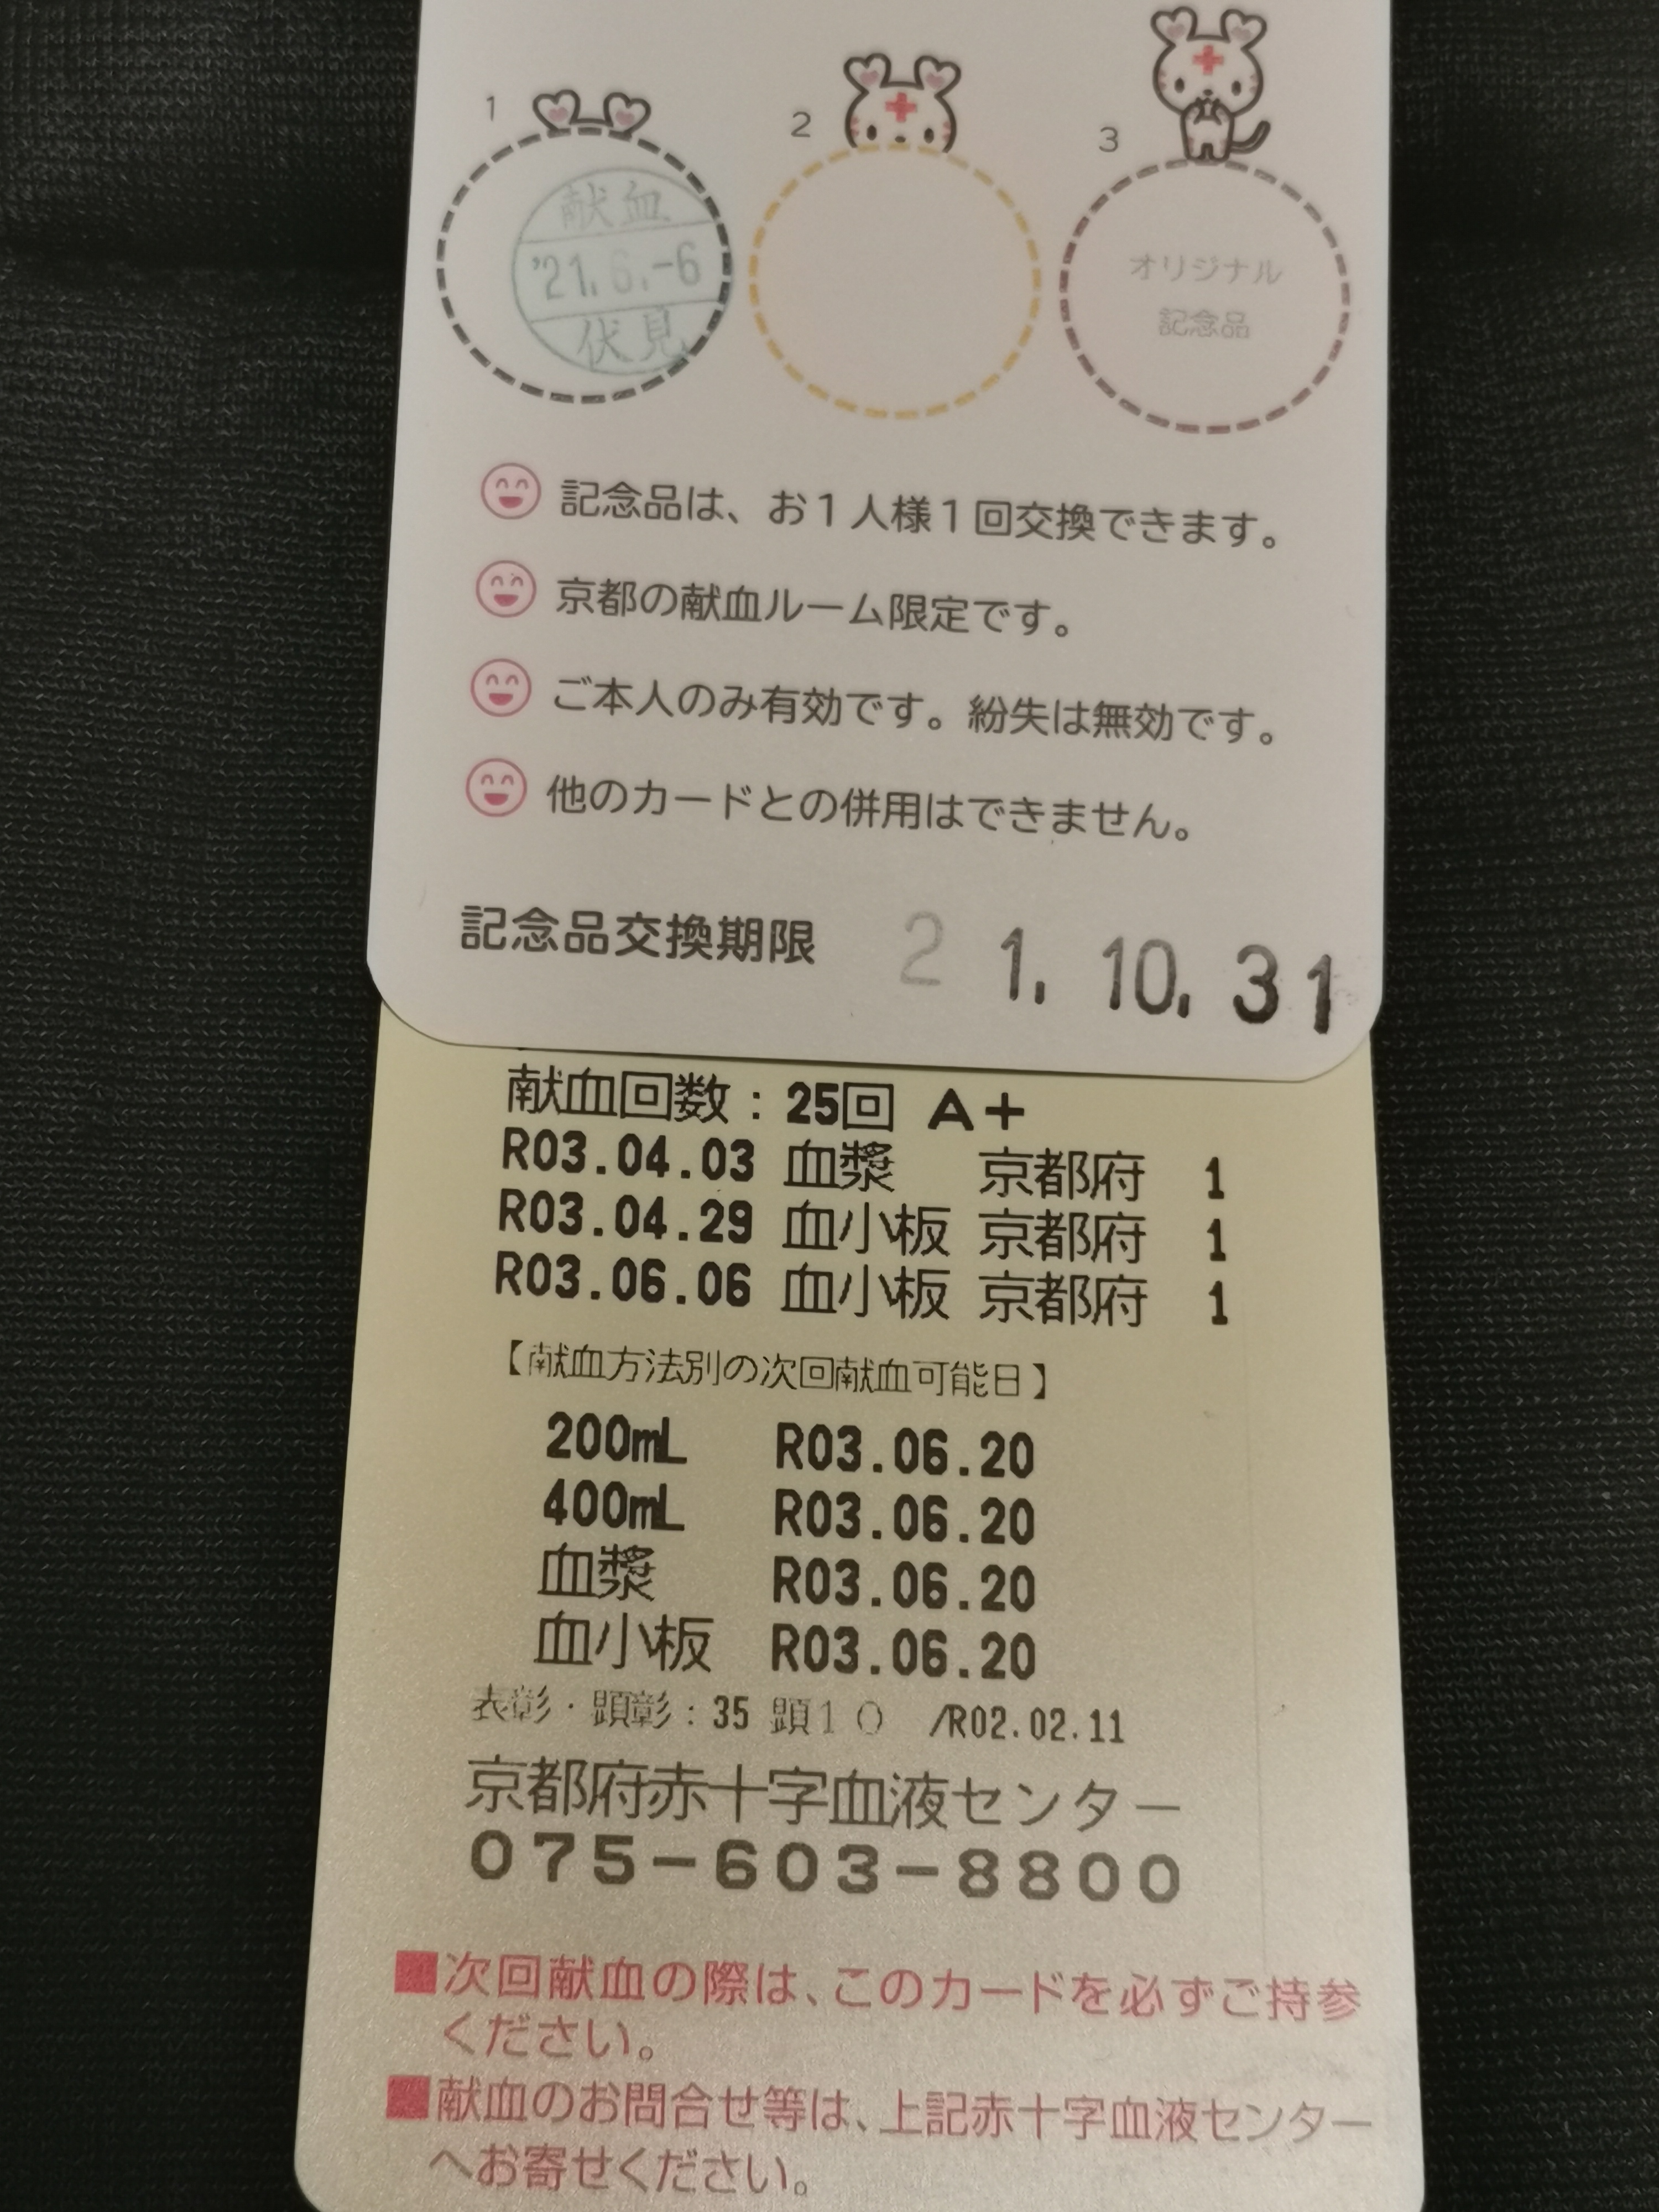 1
2
3
献血
'21.6.-6
伏見
オリジナル
記念品
記念品は、お1人様1回交換できます。
京都の献血ルーム限定です。
ご本人のみ有効です。紛失は無効です。
他のカードとの併用はできません。
記念品交換期限 21.10.31
献血回数：25回 A+
R03.04.03 血漿 京都府 1
R03.04.29 血小板 京都府 1
R03.06.06 血小板 京都府 1
【献血方法別の次回献血可能日】
200mL R03.06.20
400mL R03.06.20
血漿 R03.06.20
血小板 R03.06.20
表彰・顕彰：35 顕10 /R02.02.11
京都府赤十字血液センター
075-603-8800
■次回献血の際は、このカードを必ずご持参
ください。
■献血のお問合せ等は、上記赤十字血液センター
へお寄せください。